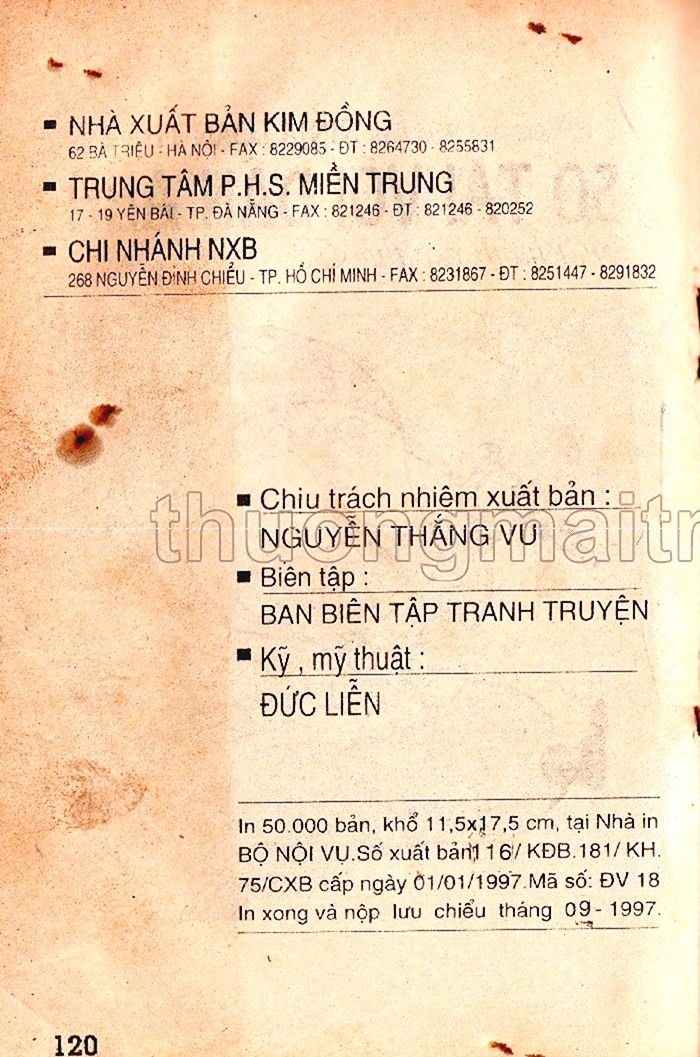 NHÀ XUẤT BẢN KIM ĐỒNG
62 BÀ TRIỆU - HÀ NỘI - FAX : 8229085 - ĐT : 8264730 - 8255831
TRUNG TÂM P.H.S. MIỀN TRUNG
17 - 19 YÊN BÁI - TP. ĐÀ NẴNG - FAX : 821246 - ĐT : 821246 - 820252
CHI NHÁNH NXB
268 NGUYỄN ĐÌNH CHIỂU - TP. HỒ CHÍ MINH - FAX : 8231867 - ĐT : 8251447 - 8291832
Chịu trách nhiệm xuất bản :
thuongmaitr
NGUYỄN THẮNG VU
Biên tập :
BAN BIÊN TẬP TRANH TRUYỆN
Kỹ , mỹ thuật :
ĐỨC LIỄN
In 50.000 bản, khổ 11,5x17,5 cm, tại Nhà in
BỘ NỘI VỤ.Số xuất bản 116/ KĐB.181/ KH.
75/CXB cấp ngày 01/01/1997.Mã số: ĐV 18
In xong và nộp lưu chiểu tháng 09 - 1997.
120